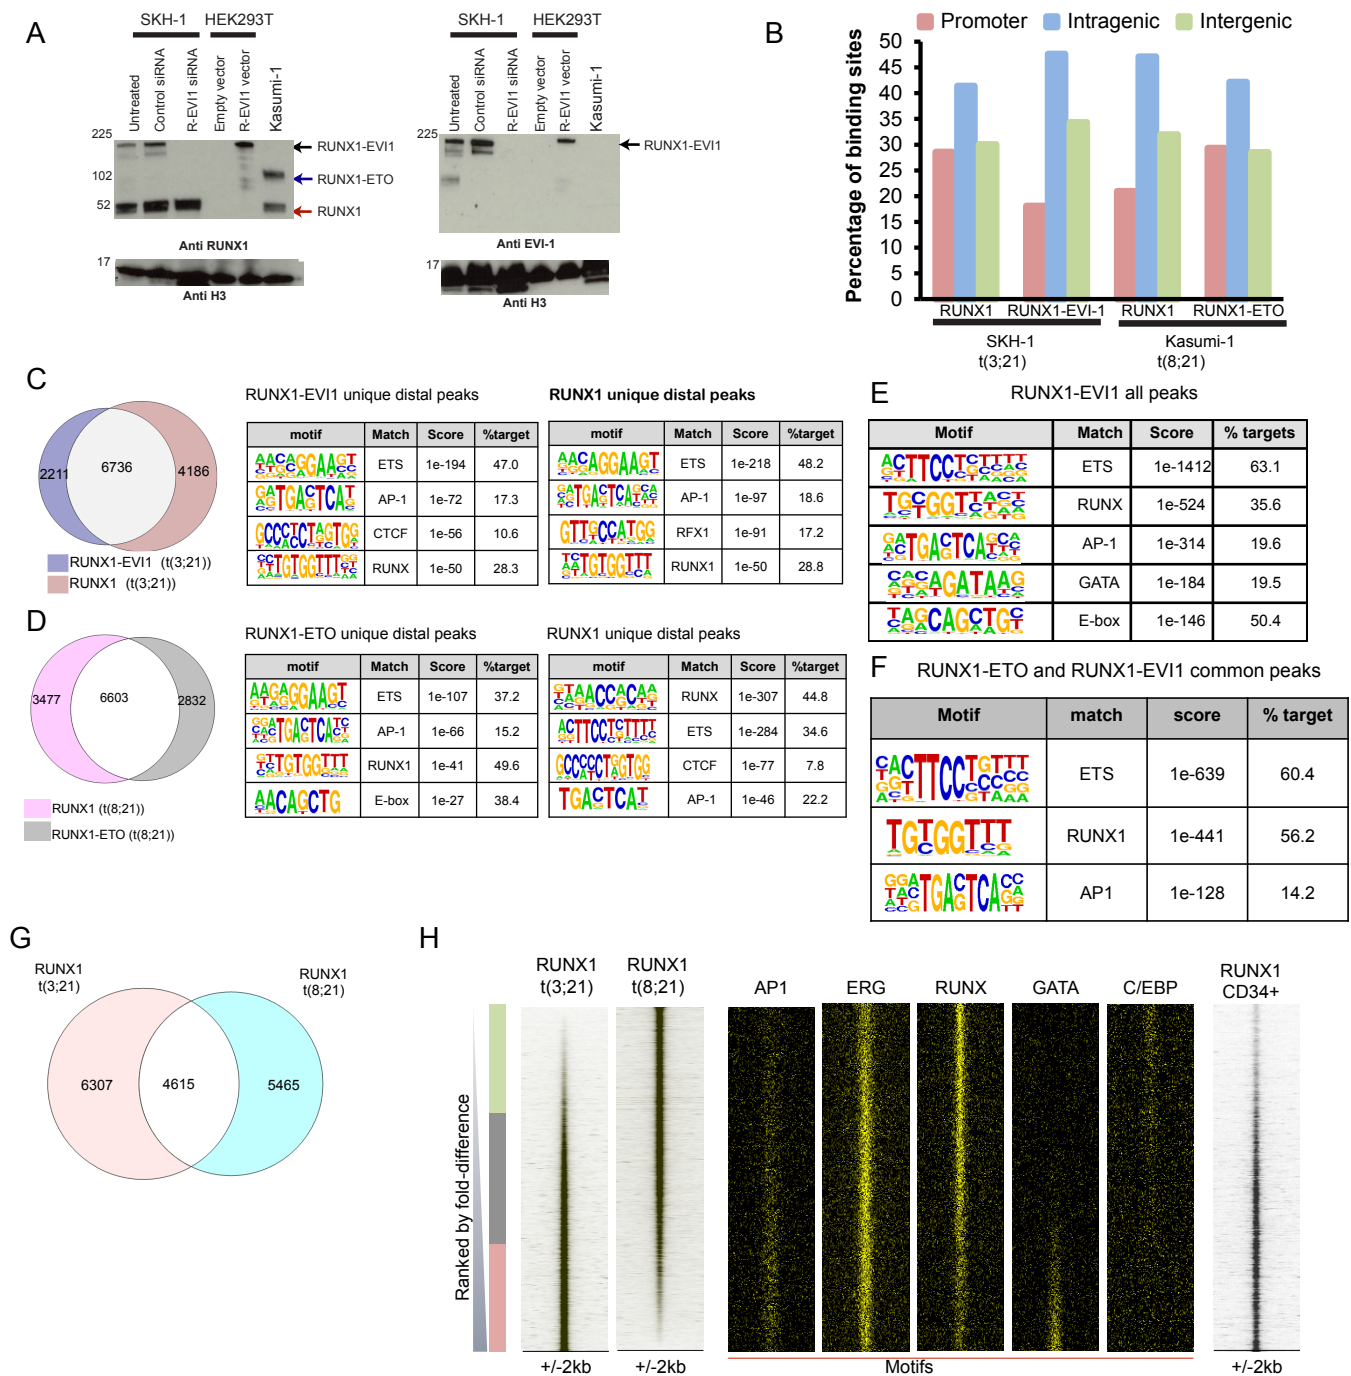 A
SKH-1 HEK293T
Untreated
Control siRNA
R-EVI1 siRNA
Empty vector
R-EVI1 vector
Kasumi-1
225
102
52
RUNX1-EVI1
RUNX1-ETO
RUNX1
Anti RUNX1
17
Anti H3
SKH-1 HEK293T
Untreated
Control siRNA
R-EVI1 siRNA
Empty vector
R-EVI1 vector
Kasumi-1
225
RUNX1-EVI1
Anti EVI-1
17
Anti H3
B
Promoter Intragenic Intergenic
Percentage of binding sites
50
45
40
35
30
25
20
15
10
5
0
RUNX1 RUNX1-EVI-1 RUNX1 RUNX1-ETO
SKH-1 Kasumi-1
t(3;21) t(8;21)
C
2211 6736 4186
RUNX1-EVI1 (t(3;21))
RUNX1 (t(3;21))
RUNX1-EVI1 unique distal peaks
motif Match Score %target
ETS 1e-194 47.0
AP-1 1e-72 17.3
CTCF 1e-56 10.6
RUNX 1e-50 28.3
RUNX1 unique distal peaks
motif Match Score %target
ETS 1e-218 48.2
AP-1 1e-97 18.6
RFX1 1e-91 17.2
RUNX1 1e-50 28.8
D
3477 6603 2832
RUNX1 (t(8;21))
RUNX1-ETO (t(8;21))
RUNX1-ETO unique distal peaks
motif Match Score %target
ETS 1e-107 37.2
AP-1 1e-66 15.2
RUNX1 1e-41 49.6
AACAGCTG E-box 1e-27 38.4
RUNX1 unique distal peaks
motif Match Score %target
RUNX 1e-307 44.8
ETS 1e-284 34.6
CTCF 1e-77 7.8
TGACTCAT AP-1 1e-46 22.2
E
RUNX1-EVI1 all peaks
Motif Match Score % targets
ETS 1e-1412 63.1
RUNX 1e-524 35.6
AP-1 1e-314 19.6
GATA 1e-184 19.5
E-box 1e-146 50.4
F
RUNX1-ETO and RUNX1-EVI1 common peaks
Motif match score % target
ETS 1e-639 60.4
RUNX1 1e-441 56.2
AP1 1e-128 14.2
G
RUNX1
t(3;21)
RUNX1
t(8;21)
6307 4615 5465
H
Ranked by fold-difference
RUNX1
t(3;21)
RUNX1
t(8;21)
AP1 ERG RUNX GATA C/EBP
RUNX1
CD34+
+/-2kb +/-2kb Motifs +/-2kb